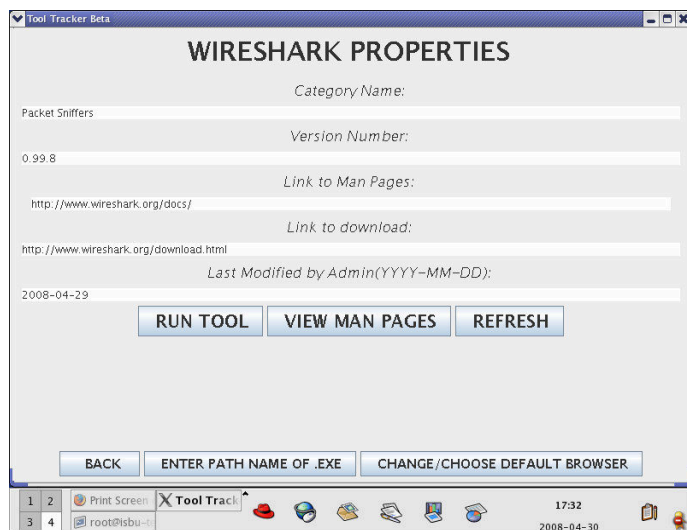 Tool Tracker Beta
WIRESHARK PROPERTIES
Category Name:
Packet Sniffers
Version Number:
0.99.8
Link to Man Pages:
http://www.wireshark.org/docs/
Link to download:
http://www.wireshark.org/download.html
Last Modified by Admin(YYYY-MM-DD):
2008-04-29
RUN TOOL VIEW MAN PAGES REFRESH
BACK ENTER PATH NAME OF .EXE CHANGE/CHOOSE DEFAULT BROWSER
1 2 Print Screen Tool Track 17:32
3 4 root@isbu-t 2008-04-30